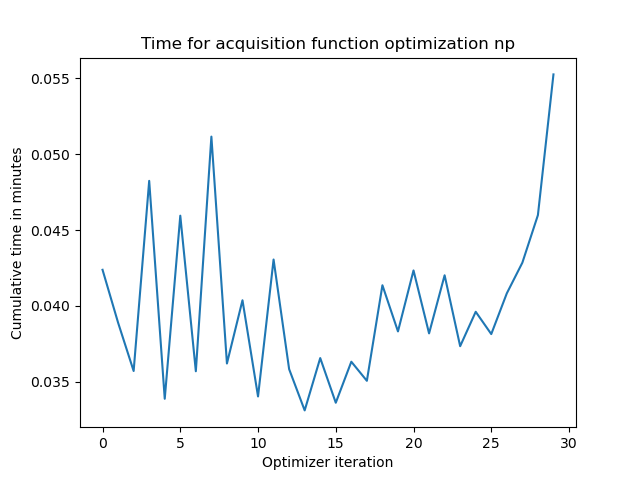 Time for acquisition function optimization np
Cumulative time in minutes
0.055
0.050
0.045
0.040
0.035
0 5 10 15 20 25 30
Optimizer iteration